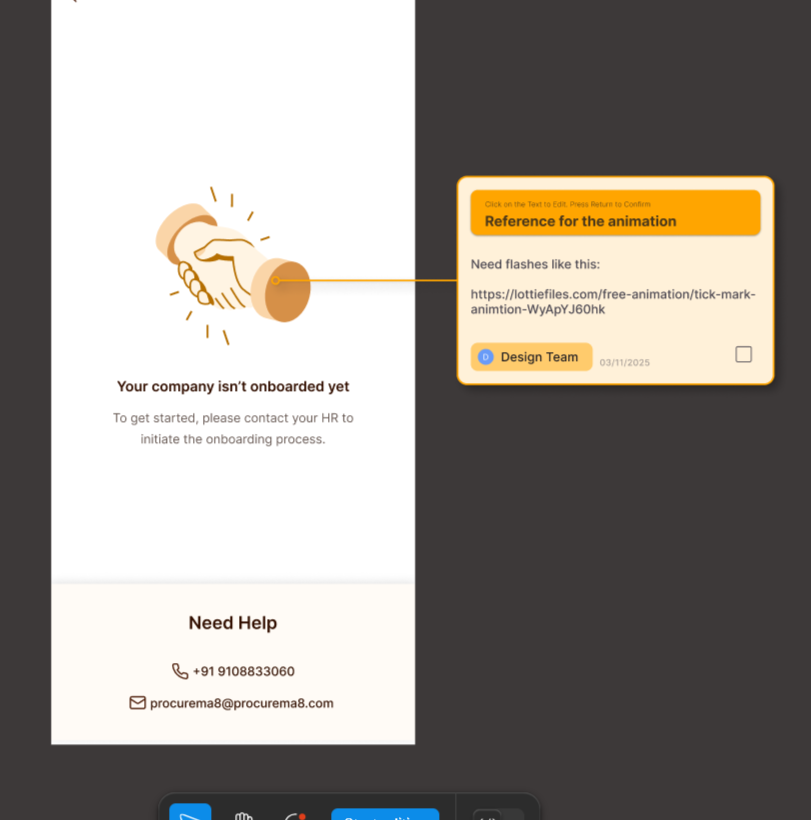 Click on the Text to Edit. Press Return to Confirm
Reference for the animation
Need flashes like this:
https://lottiefiles.com/free-animation/tick-mark-
animtion-WyApYJ60hk
D
Design Team
03/11/2025
Your company isn’t onboarded yet
To get started, please contact your HR to
initiate the onboarding process.
Need Help
+91 9108833060
procurema8@procurema8.com